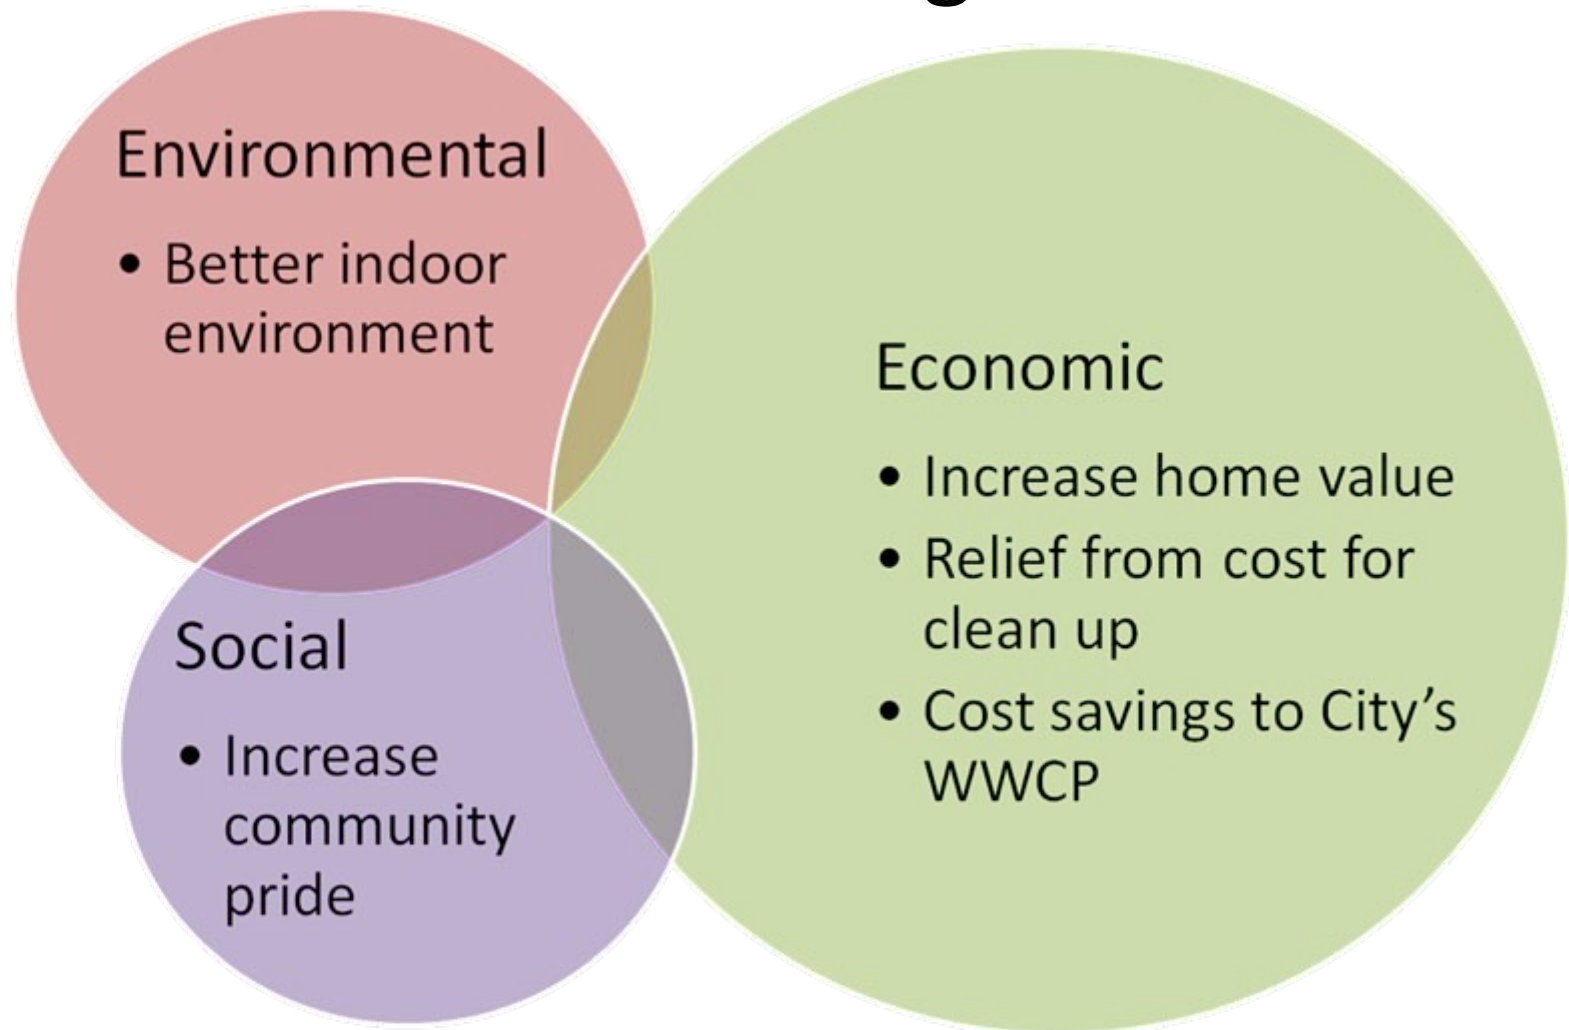 Environmental
• Better indoor
environment
Economic
• Increase home value
• Relief from cost for
clean up
• Cost savings to City’s
WWCP
Social
• Increase
community
pride